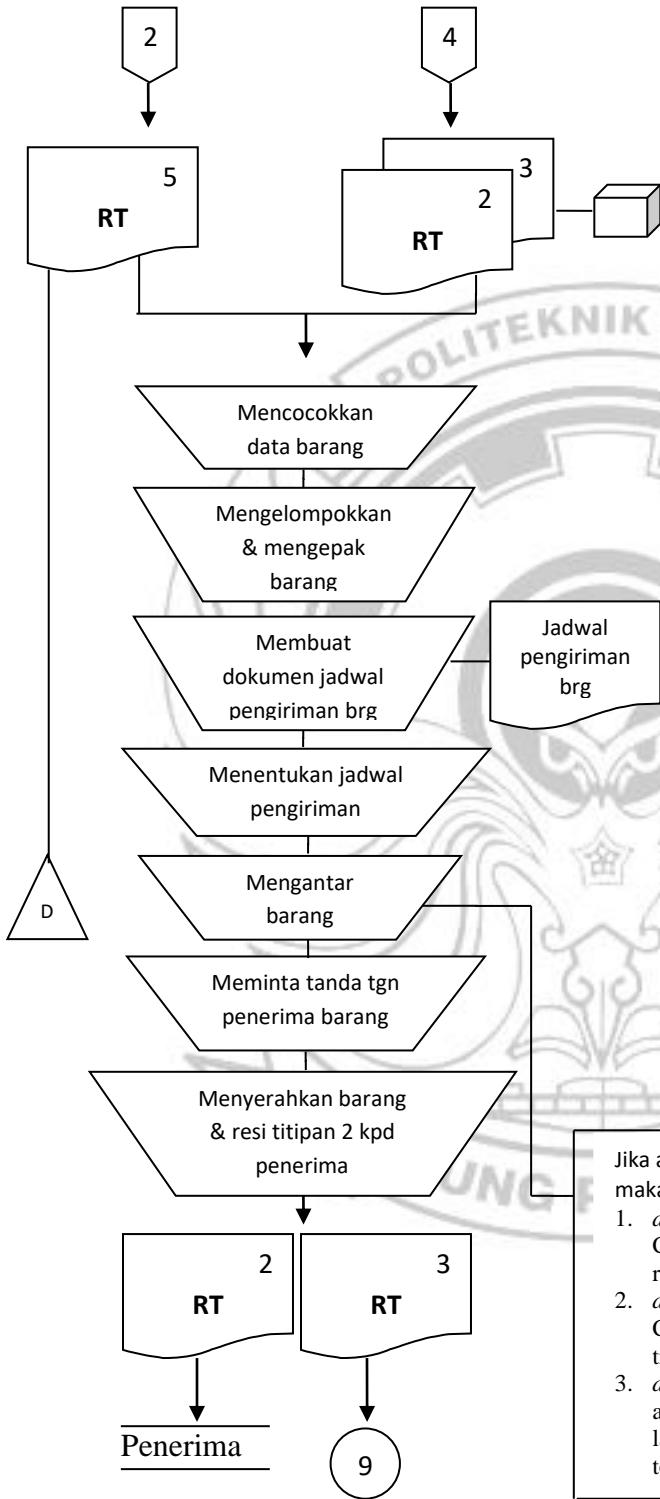 2
4
5
RT
3
2
RT
POLITEKNIK
Mencocokkan
data barang
Mengelompokkan
& mengepak
barang
Membuat
dokumen jadwal
pengiriman brg
Jadwal
pengiriman
brg
Menentukan jadwal
pengiriman
D
Mengantar
barang
Meminta tanda tgn
penerima barang
Menyerahkan barang
& resi titipan 2 kpd
penerima
Jika
maka
1.
2.
3.
2
RT
3
RT
Penerima
9